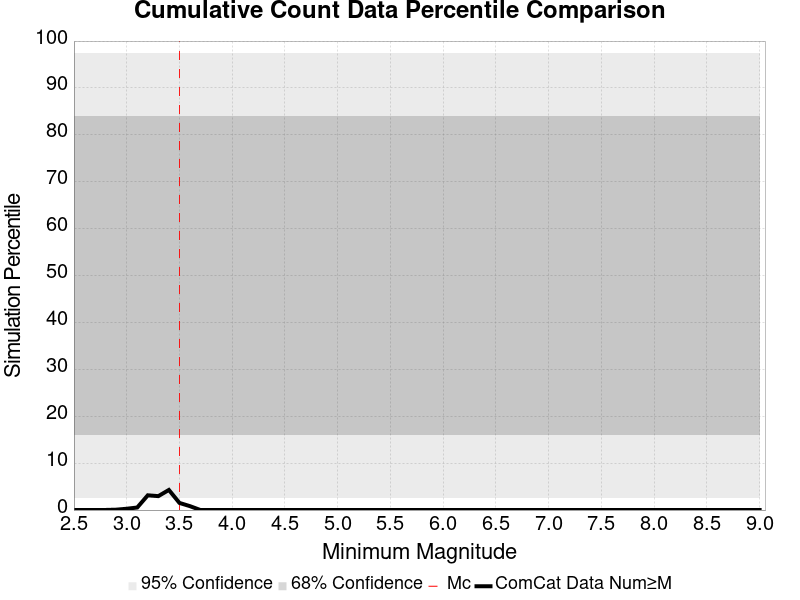 Cumulative Count Data Percentile Comparison
Simulation Percentile
100
90
80
70
60
50
40
30
20
10
0
2.5 3.0 3.5 4.0 4.5 5.0 5.5 6.0 6.5 7.0 7.5 8.0 8.5 9.0
Minimum Magnitude
95% Confidence 68% Confidence Mc ComCat Data Num≥M